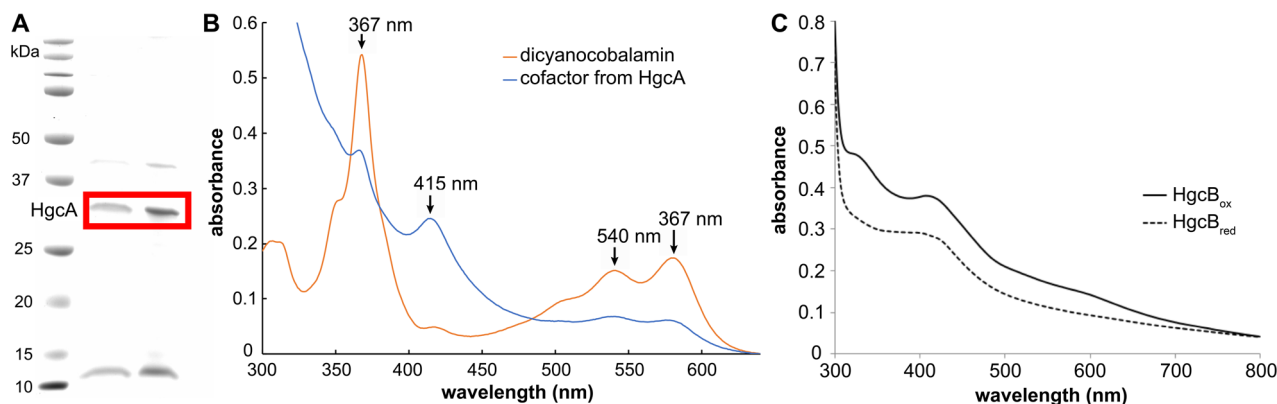 A
kDa
50
37
HgcA
25
20
15
10
B
0.6
0.5
0.4
0.3
0.2
0.1
0
absorbance
367 nm
415 nm
540 nm
367 nm
dicyanocobalamin
cofactor from HgcA
300
350
400
450
500
550
600
wavelength (nm)
C
0.8
0.7
0.6
0.5
0.4
0.3
0.2
0.1
0
absorbance
HgcBox
HgcBred
300
400
500
600
700
800
wavelength (nm)